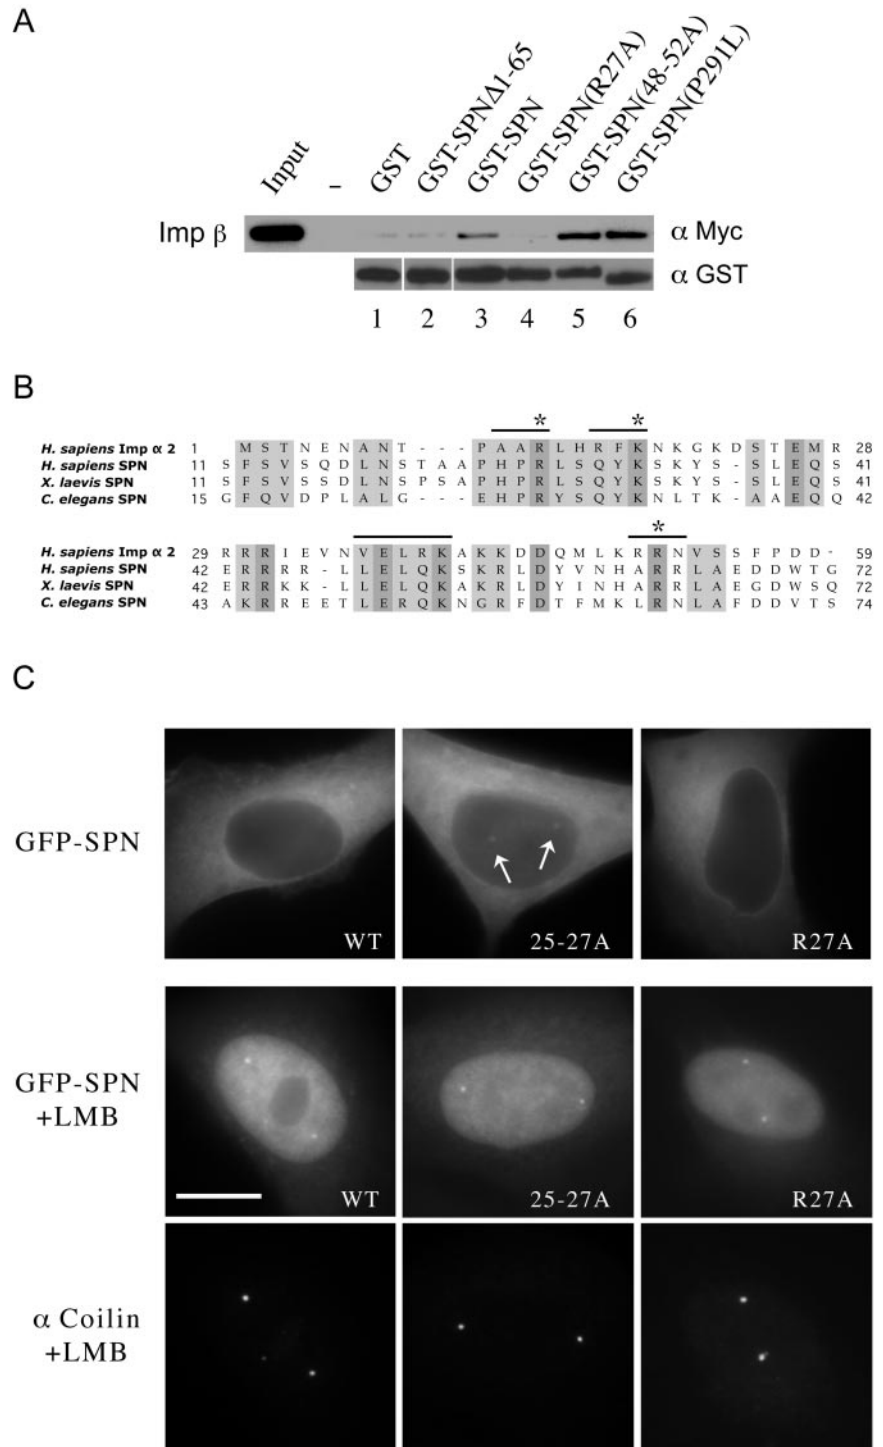 A
Input
–
GST
GST-SPNΔ1-65
GST-SPN
GST-SPN(R27A)
GST-SPN(48-52A)
GST-SPN(P291L)
Imp β
α Myc
α GST
1 2 3 4 5 6
B
* *
H. sapiens Imp α 2 1 M S T N E N A N T - - - P A A R L H R F K N K G K D S T E M R 28
H. sapiens SPN 11 S F S V S Q D L N S T A A P H P R L S Q Y K S K Y S - S L E Q S 41
X. laevis SPN 11 S F S V S S D L N S P S A P H P R L S Q Y K S K Y S - S L E Q S 41
C. elegans SPN 15 G F Q V D P L A L G - - - E H P R Y S Q Y K N L T K - A A E Q Q 42
*
H. sapiens Imp α 2 29 R R R I E V N V E L R K A K K D D Q M L K R R N V S S F P D D - 59
H. sapiens SPN 42 E R R R R - L L E L Q K S K R L D Y V N H A R R L A E D D W T G 72
X. laevis SPN 42 E R R K K - L L E L Q K A K R L D Y I N H A R R L A E G D W S Q 72
C. elegans SPN 43 A K R R E E T L E R Q K N G R F D T F M K L R N L A F D D V T S 74
C
GFP-SPN
WT
25-27A
R27A
GFP-SPN
+LMB
WT
25-27A
R27A
α Coilin
+LMB